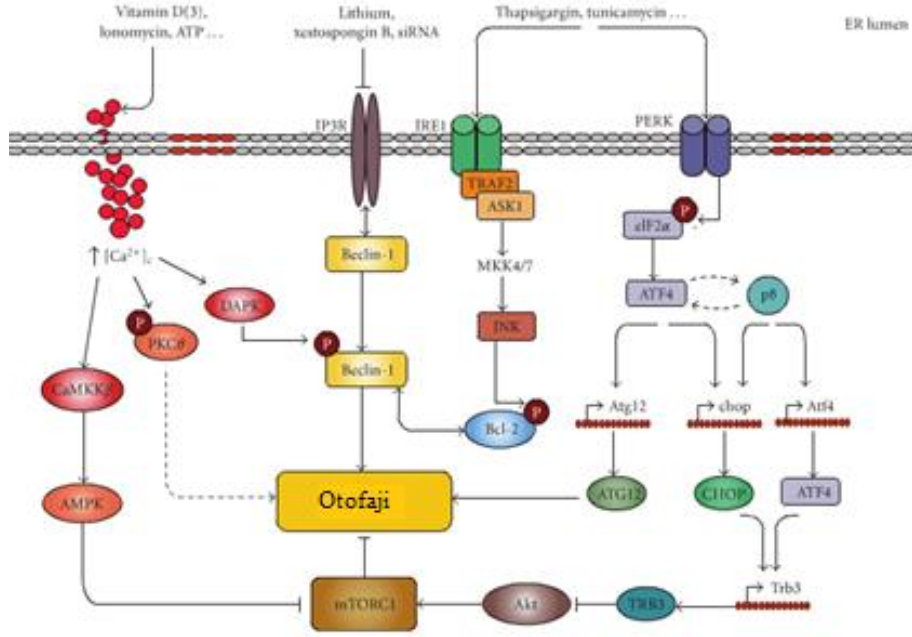 Vitamin D(3),
Ionomycin, ATP ...
Lithium,
xestospongin B, siRNA
Thapsigargin, tunicamycin ...
ER lumen
IP3R
IRE1
PERK
TRAF2
ASK1
P
eIF2α
Beclin-1
↑ [Ca²⁺]c
MKK4/7
ATF4
p8
DAPK
P
PKCθ
P
JNK
Beclin-1
CaMKKβ
P
Bcl-2
Atg12
chop
Atf4
AMPK
Otofaji
ATG12
CHOP
ATF4
mTORC1
Akt
TRB3
Trb3